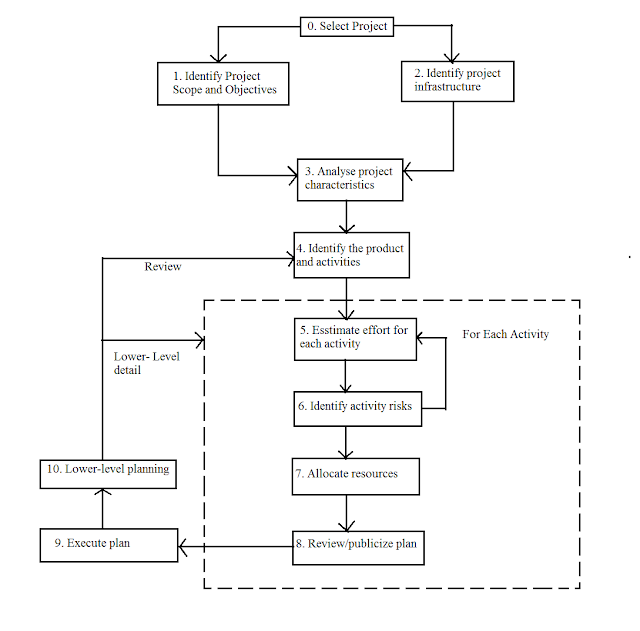 0. Select Project
1. Identify Project
Scope and Objectives
2. Identify project
infrastructure
3. Analyse project
characteristics
4. Identify the product
and activities
Review
5. Esstimate effort for
each activity
For Each Activity
Lower- Level
detail
6. Identify activity risks
10. Lower-level planning
7. Allocate resources
9. Execute plan
8. Review/publicize plan